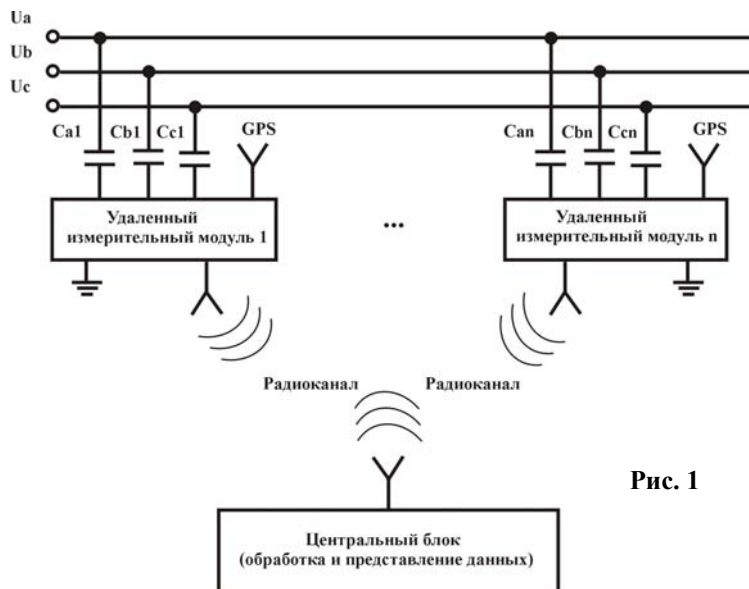 Ua
Ub
Uc
Ca1 Cb1 Cc1 GPS
Can Cbn Ccn GPS
Удаленный
измерительный модуль 1
...
Удаленный
измерительный модуль n
Радиоканал Радиоканал
Рис. 1
Центральный блок
(обработка и представление данных)